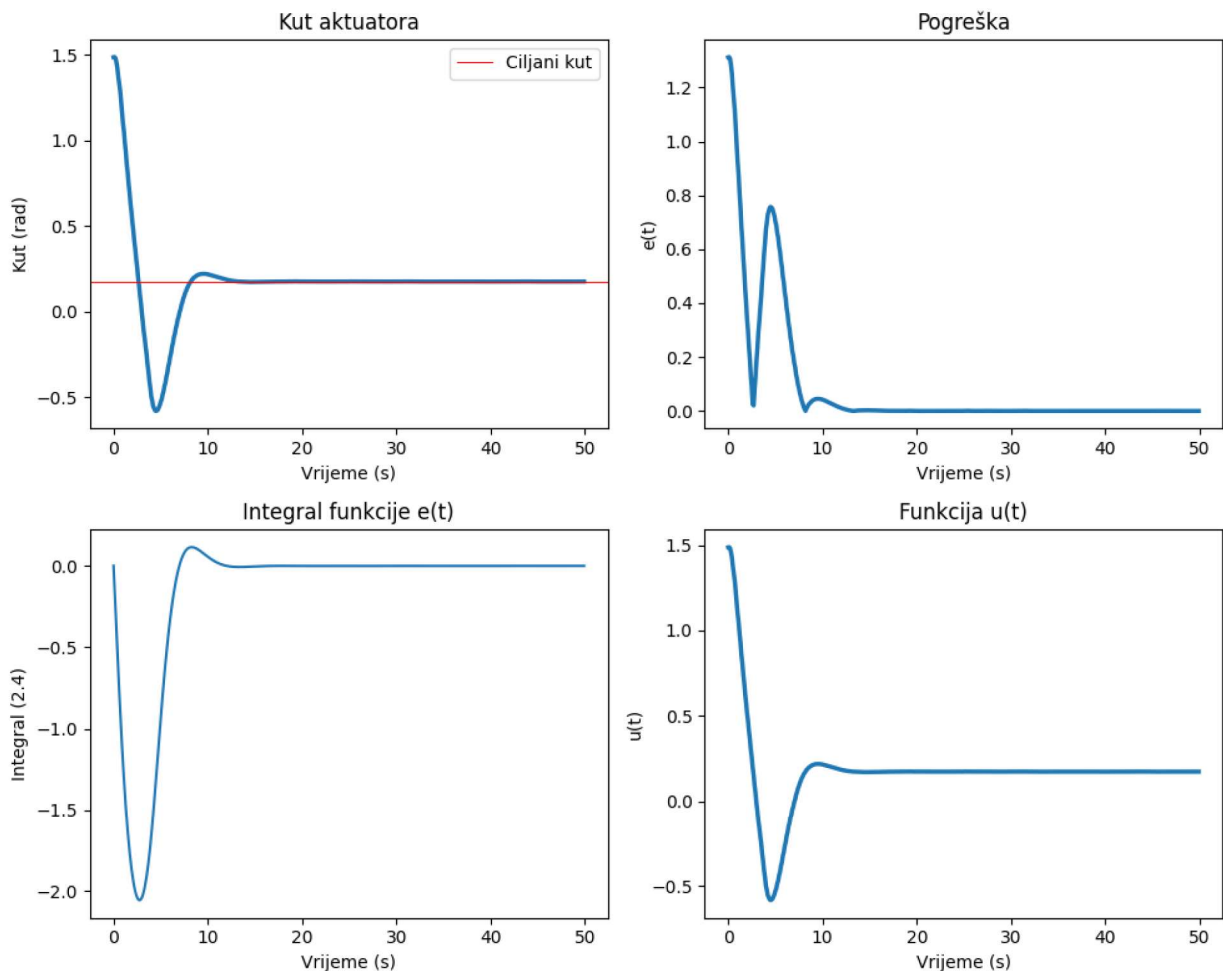 Kut aktuatora
Kut (rad)
1.5
1.0
0.5
0.0
−0.5
Ciljani kut
0 10 20 30 40 50
Vrijeme (s)
Pogreška
e(t)
1.2
1.0
0.8
0.6
0.4
0.2
0.0
0 10 20 30 40 50
Vrijeme (s)
Integral funkcije e(t)
Integral (2.4)
0.0
−0.5
−1.0
−1.5
−2.0
0 10 20 30 40 50
Vrijeme (s)
Funkcija u(t)
u(t)
1.5
1.0
0.5
0.0
−0.5
0 10 20 30 40 50
Vrijeme (s)